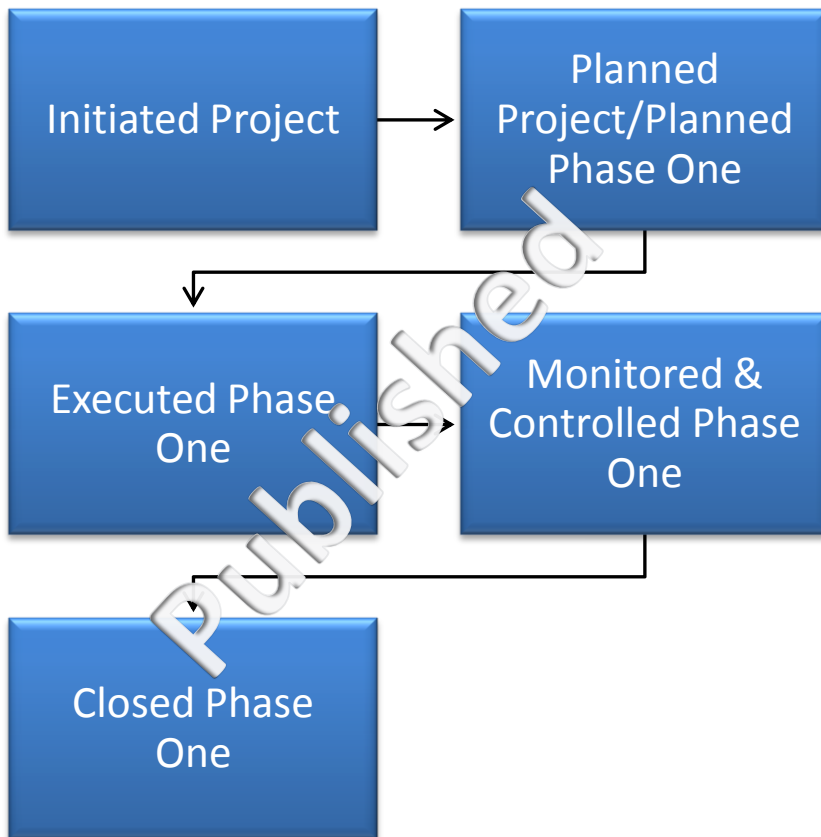 Initiated Project
Planned
Project/Planned
Phase One
Executed Phase
One
Monitored &
Controlled Phase
One
Closed Phase
One
Published